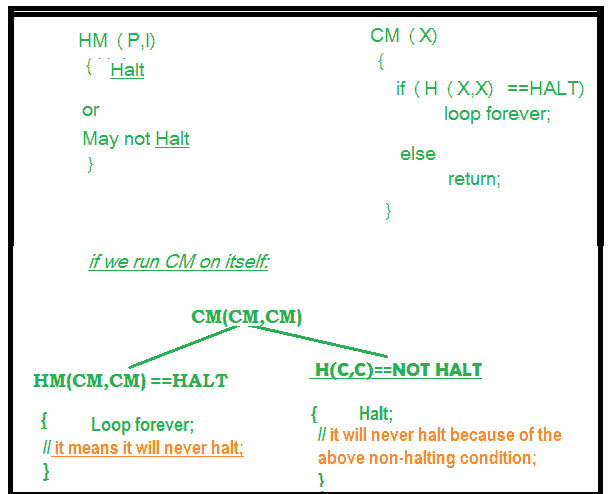 HM ( P,I)
{ Halt
or
May not Halt
}
CM ( X)
{
if ( H ( X,X) ==HALT)
loop forever;
else
return;
}
if we run CM on itself:
CM(CM,CM)
HM(CM,CM) ==HALT
{ Loop forever;
// it means it will never halt;
}
H(C,C)==NOT HALT
{ Halt;
// it will never halt because of the
above non-halting condition;
}